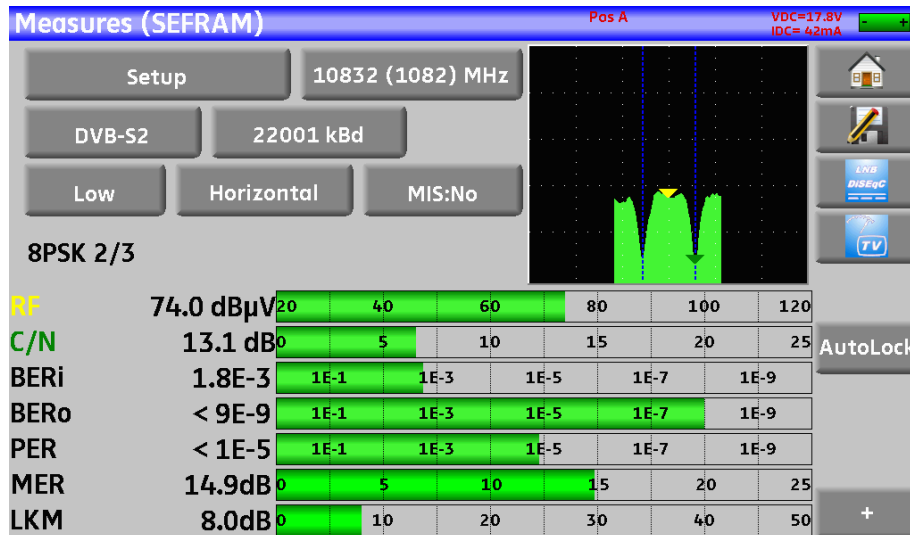 Measures (SEFRAM) Pos A VDC=17.8V
IDC= 42mA - +
Setup 10832 (1082) MHz
DVB-S2 22001 kBd
LNB
DiSEqC
Low Horizontal MIS:No
TV
8PSK 2/3
RF 74.0 dBµV 20 40 60 80 100 120
C/N 13.1 dB 0 5 10 15 20 25
AutoLock
BERi 1.8E-3 1E-1 1E-3 1E-5 1E-7 1E-9
BERo < 9E-9 1E-1 1E-3 1E-5 1E-7 1E-9
PER < 1E-5 1E-1 1E-3 1E-5 1E-7 1E-9
MER 14.9dB 0 5 10 15 20 25
LKM 8.0dB 0 10 20 30 40 50
+